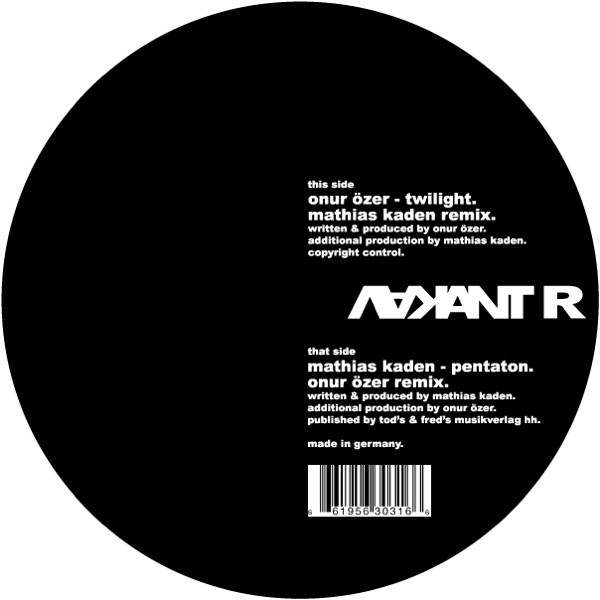 this side
onur özer - twilight.
mathias kaden remix.
written & produced by onur özer.
additional production by mathias kaden.
copyright control.
VAKANT R
that side
mathias kaden - pentaton.
onur özer remix.
written & produced by mathias kaden.
additional production by onur özer.
published by tod's & fred's musikverlag hh.
made in germany.
6 61956 30316 6